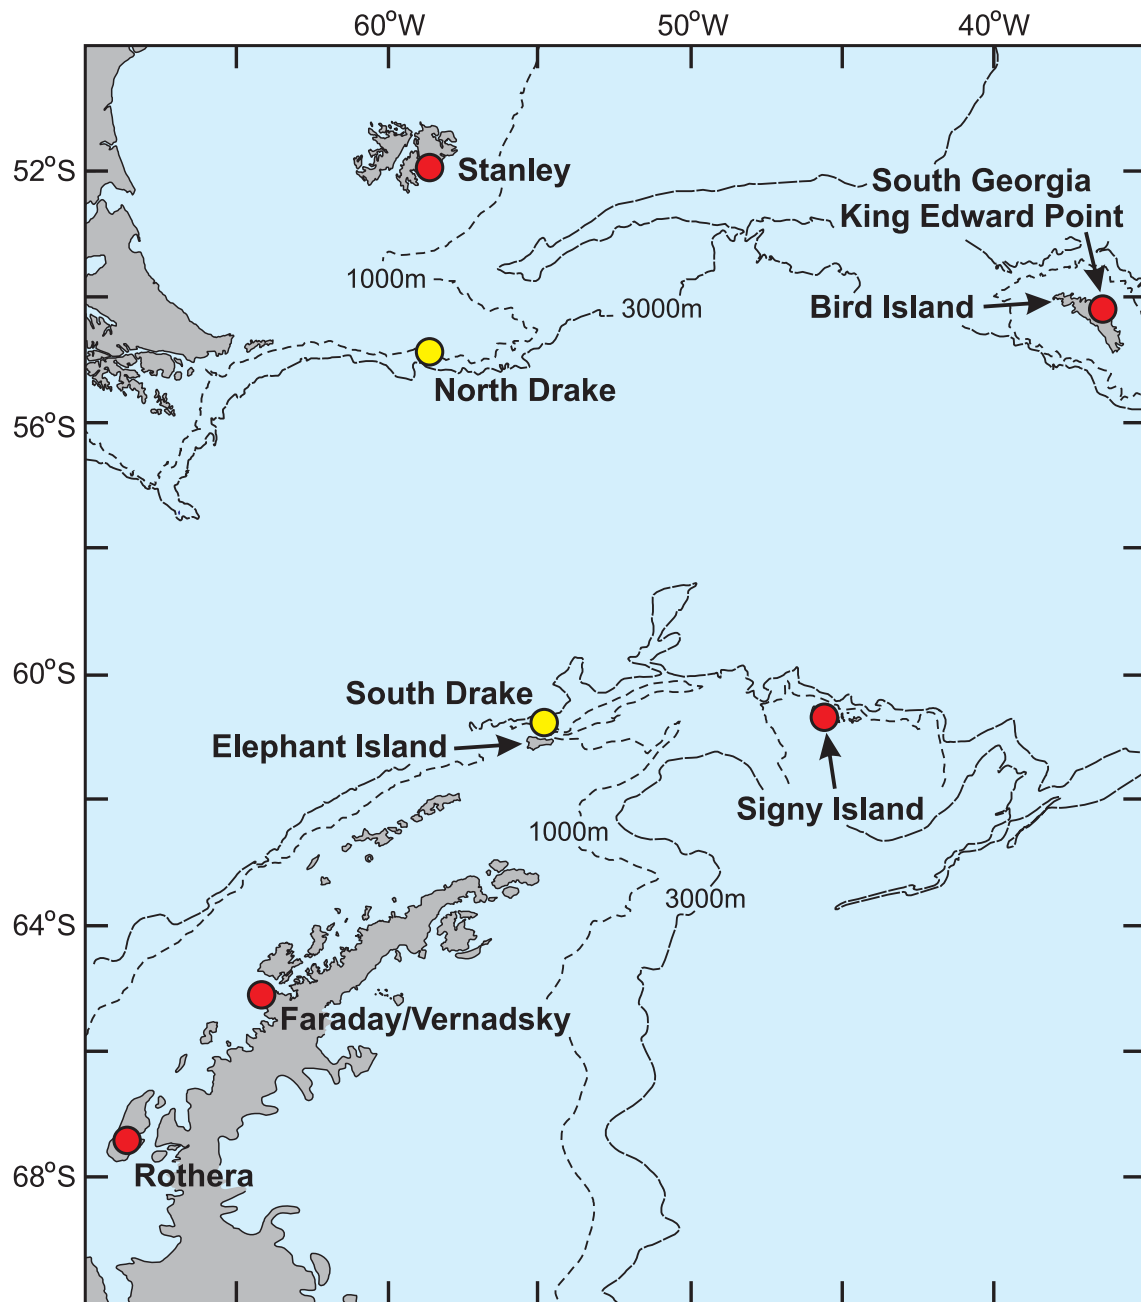 60°W
50°W
40°W
52°S
Stanley
South Georgia
King Edward Point
1000m
3000m
Bird Island
North Drake
56°S
60°S
South Drake
Elephant Island
Signy Island
1000m
3000m
64°S
Faraday/Vernadsky
68°S
Rothera